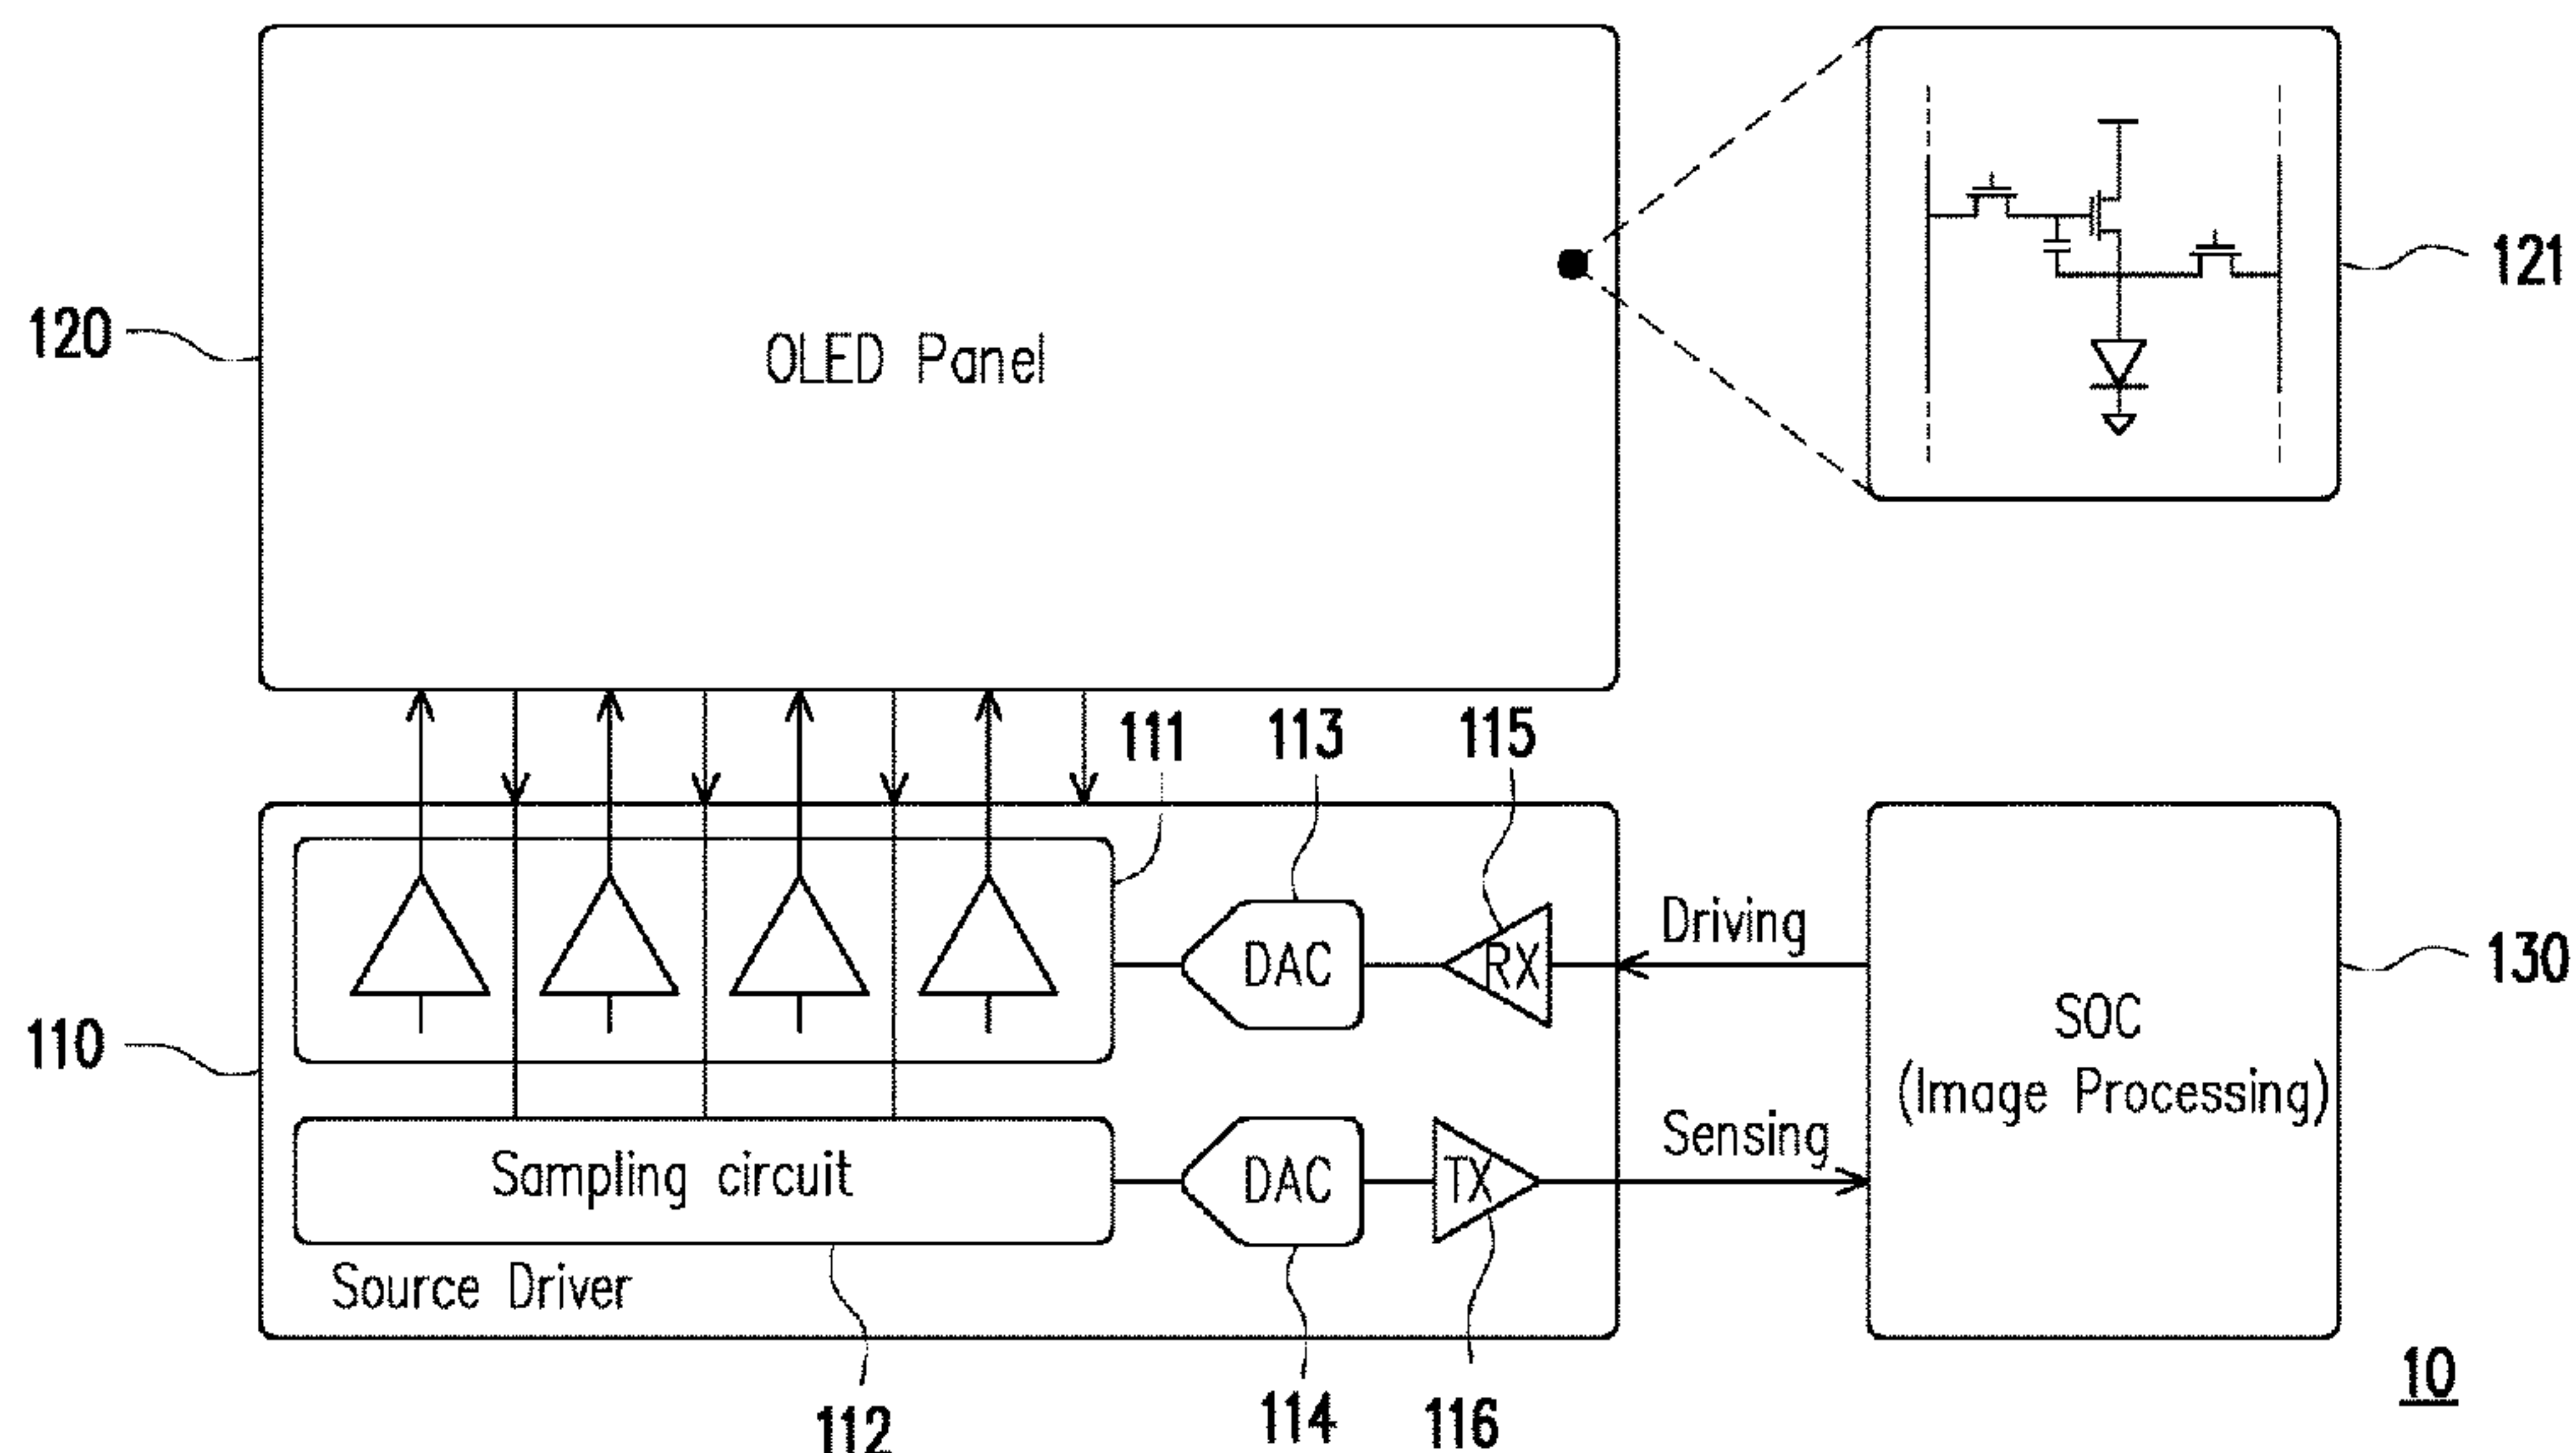 121
120
OLED Panel
111
113
115
Driving
DAC
RX
130
110
SOC
(Image Processing)
Sensing
Sampling circuit
DAC
TX
Source Driver
10
112
114
116